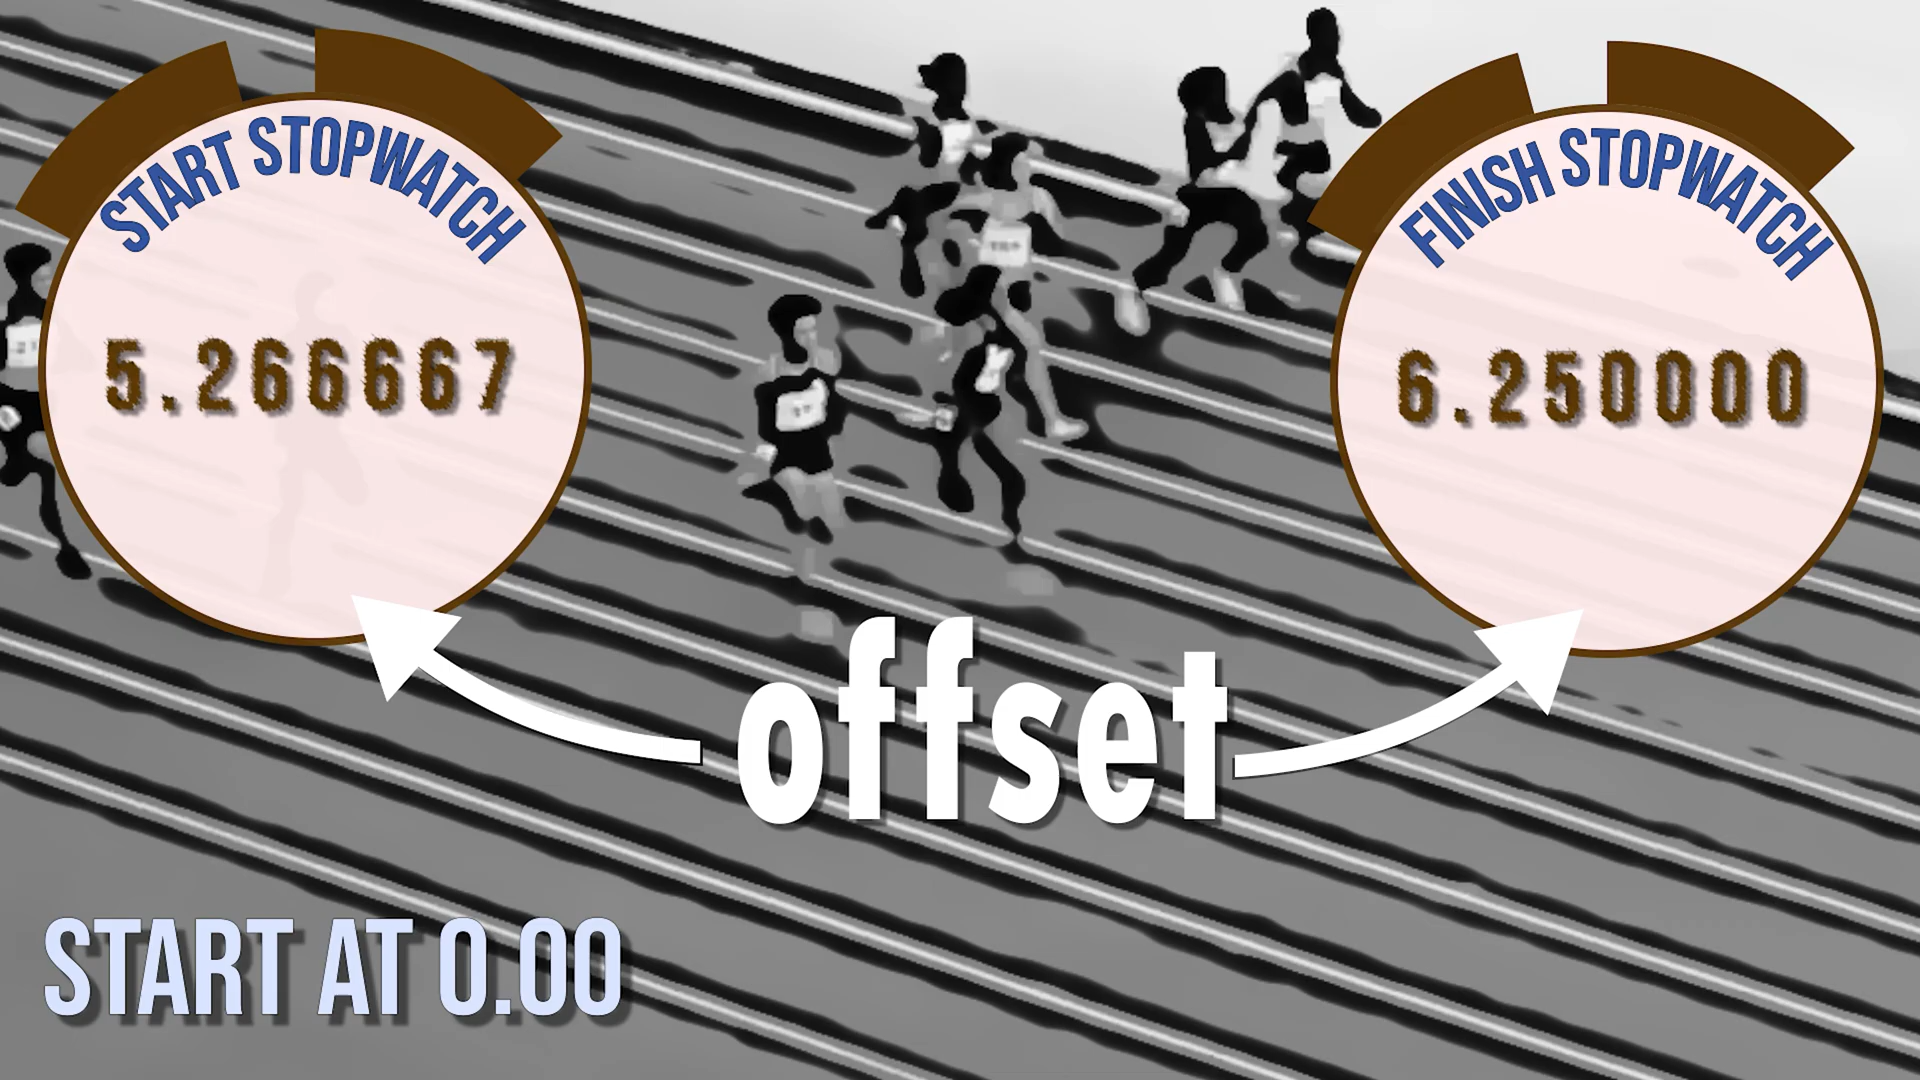 START STOPWATCH
5.266667
FINISH STOPWATCH
6.250000
offset
START AT 0.00